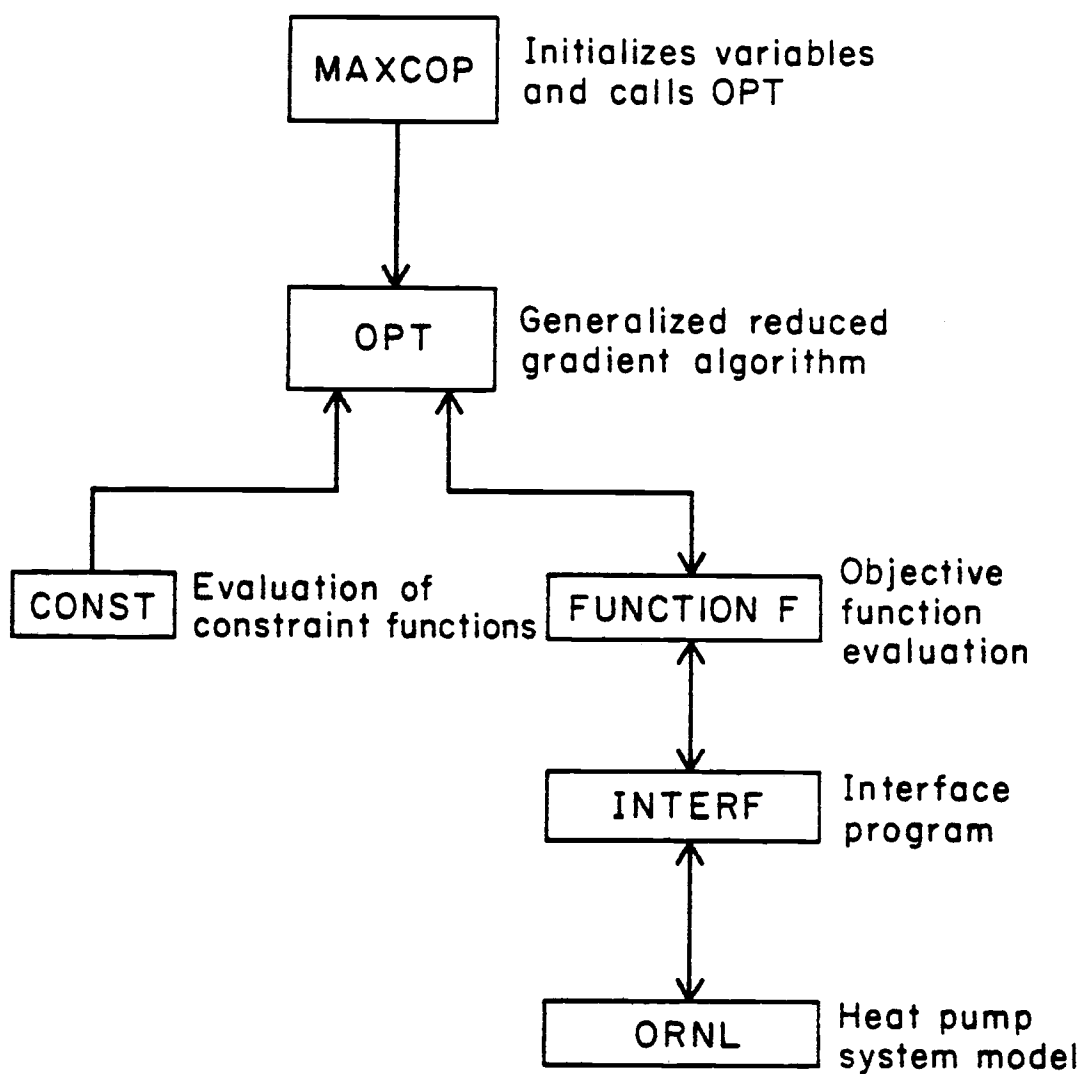 MAXCOP
Initializes variables
and calls OPT
OPT
Generalized reduced
gradient algorithm
CONST
Evaluation of
constraint functions
FUNCTION F
Objective
function
evaluation
INTERF
Interface
program
ORNL
Heat pump
system model